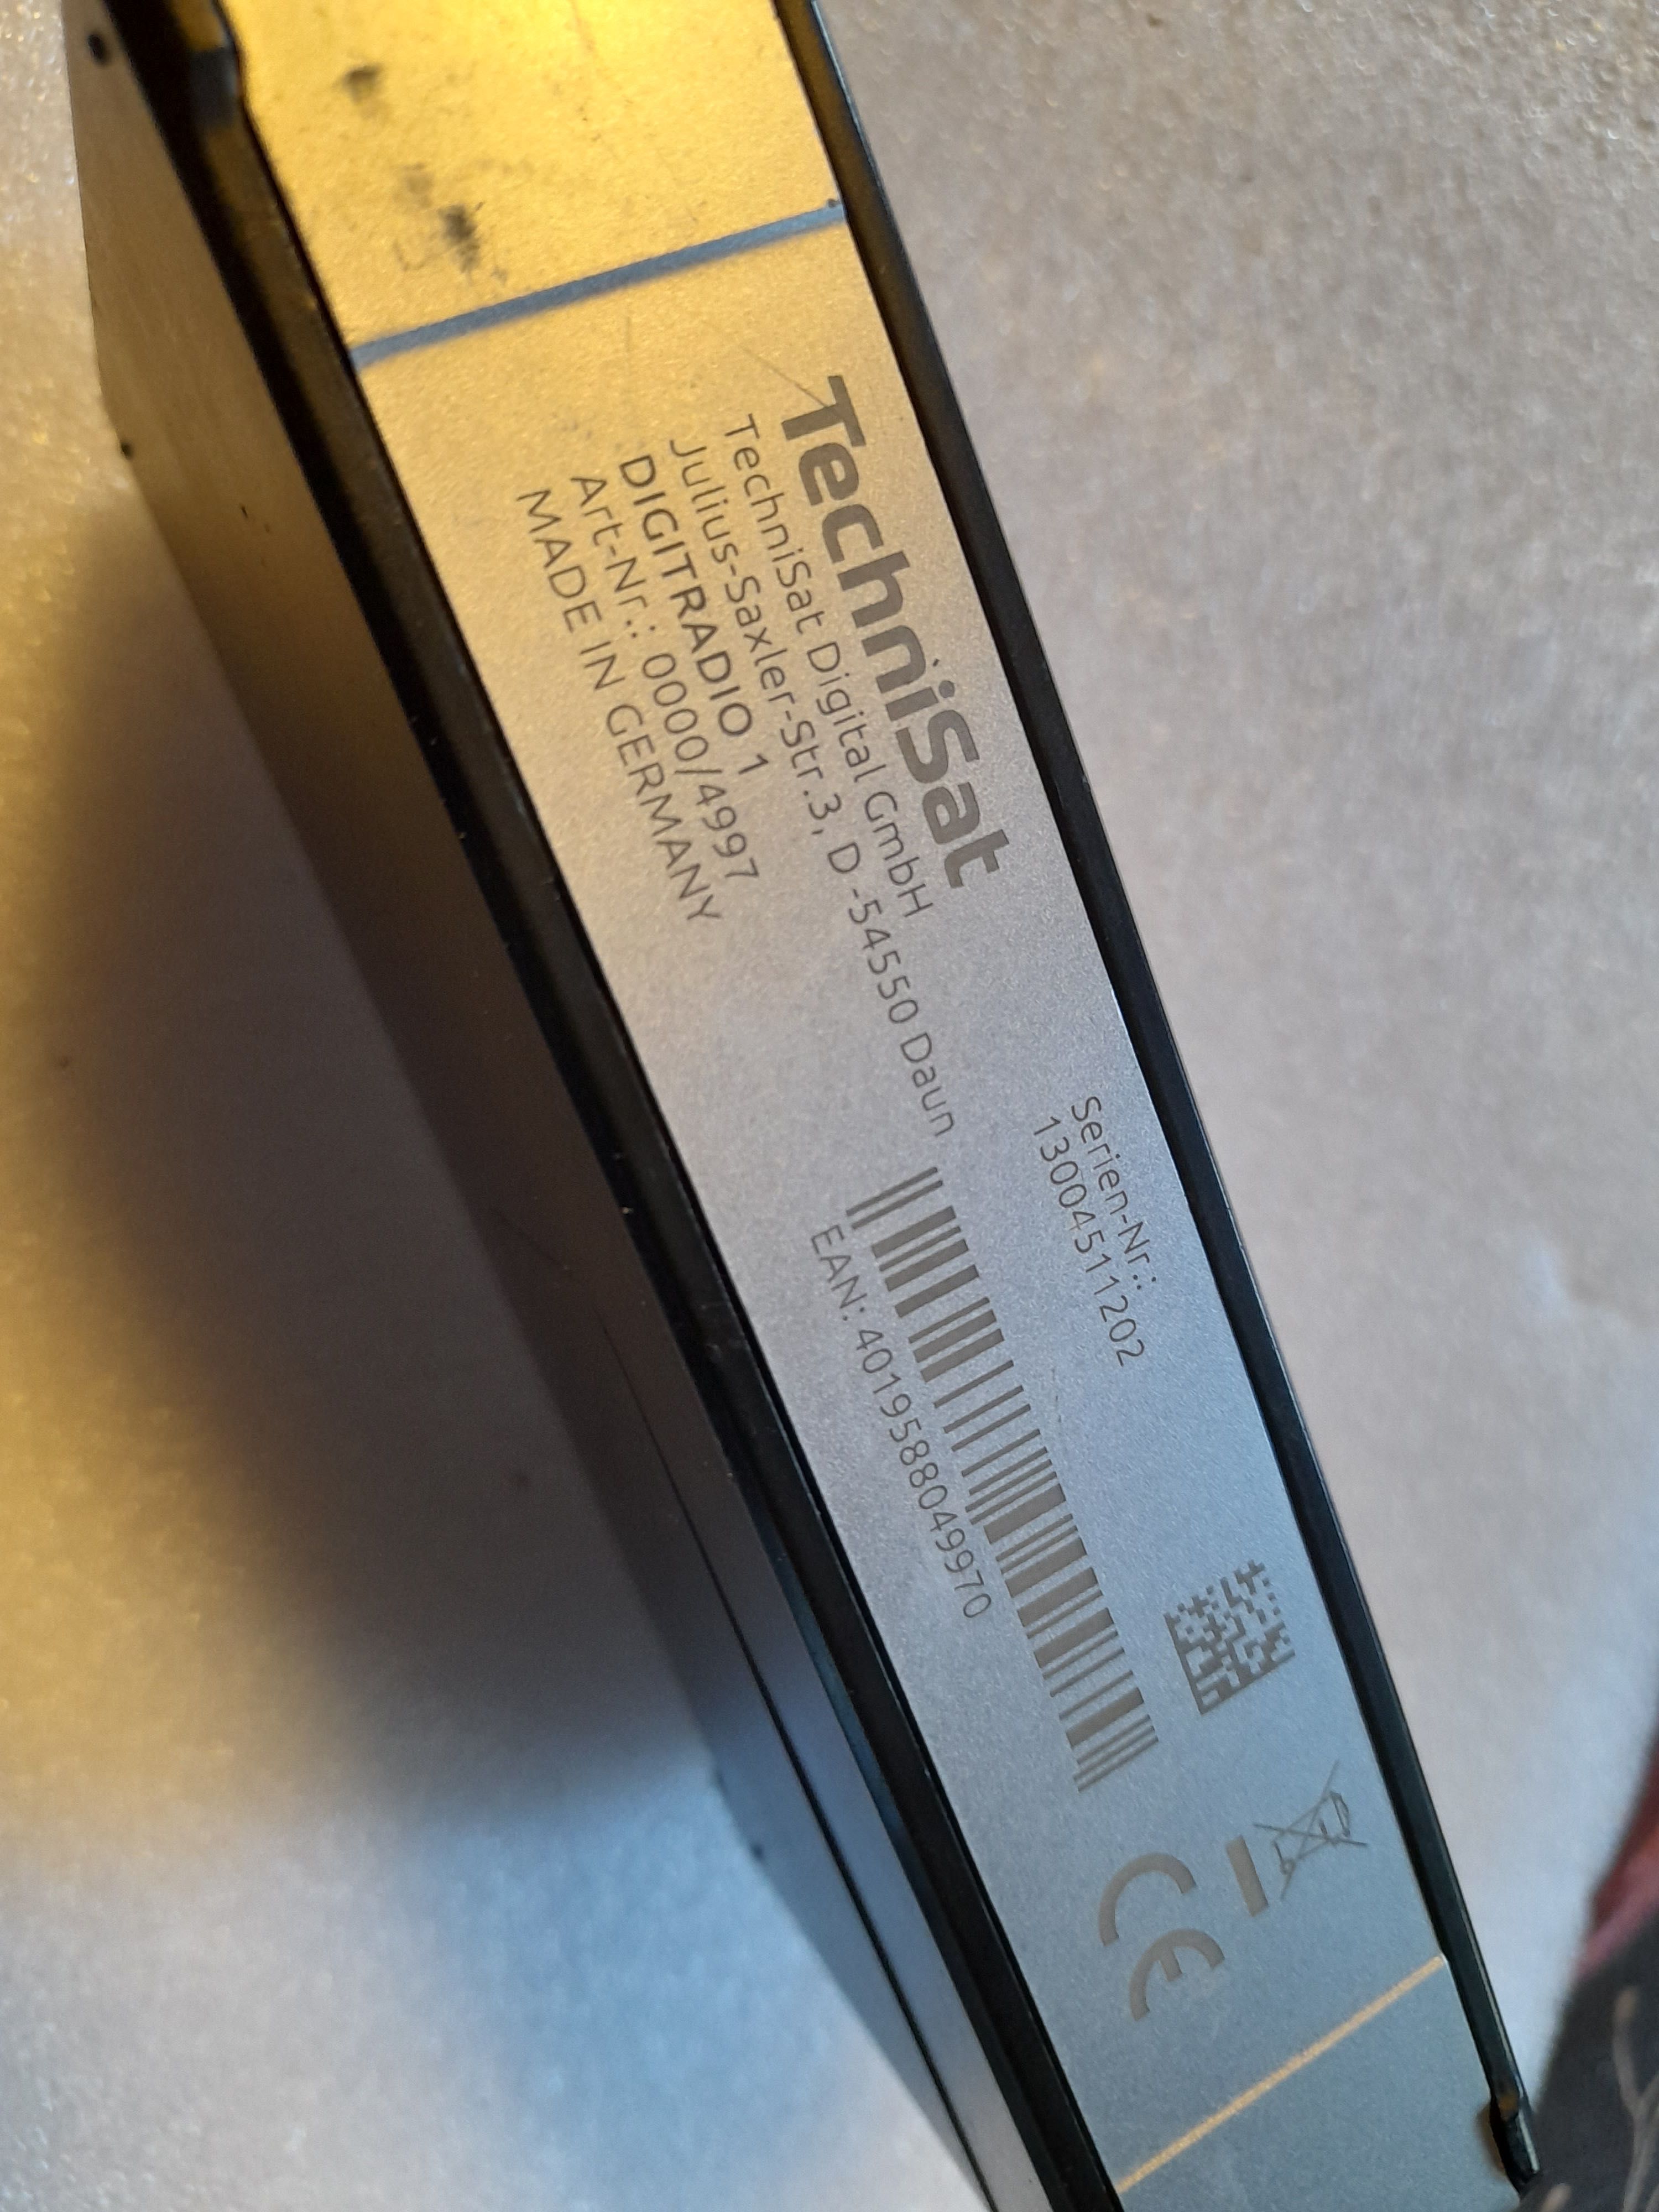 TechniSat
TechniSat Digital GmbH
Julius-Saxler-Str.3, D -54550 Daun
DIGITRADIO 1
Art-Nr.: 0000/4997
MADE IN GERMANY
Serien-Nr.:
13004511202
EAN: 4019588049970
CE